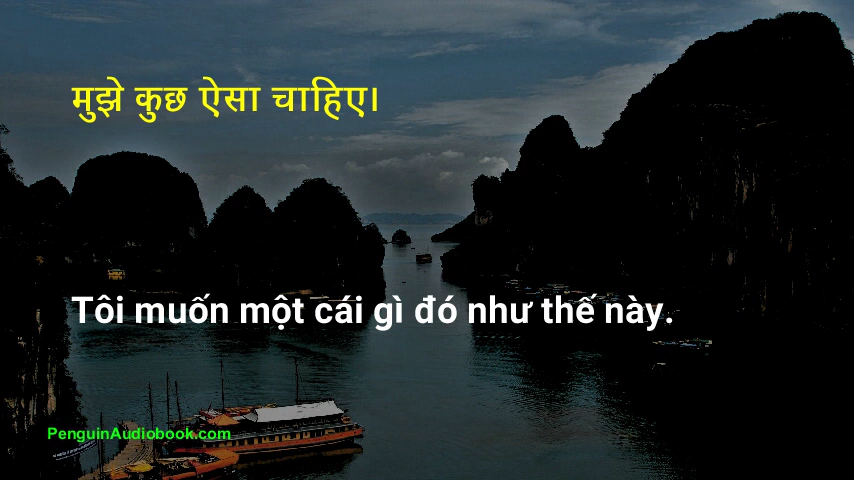 मुझे कुछ ऐसा चाहिए।
Tôi muốn một cái gì đó như thế này.
PenguinAudiobook.com